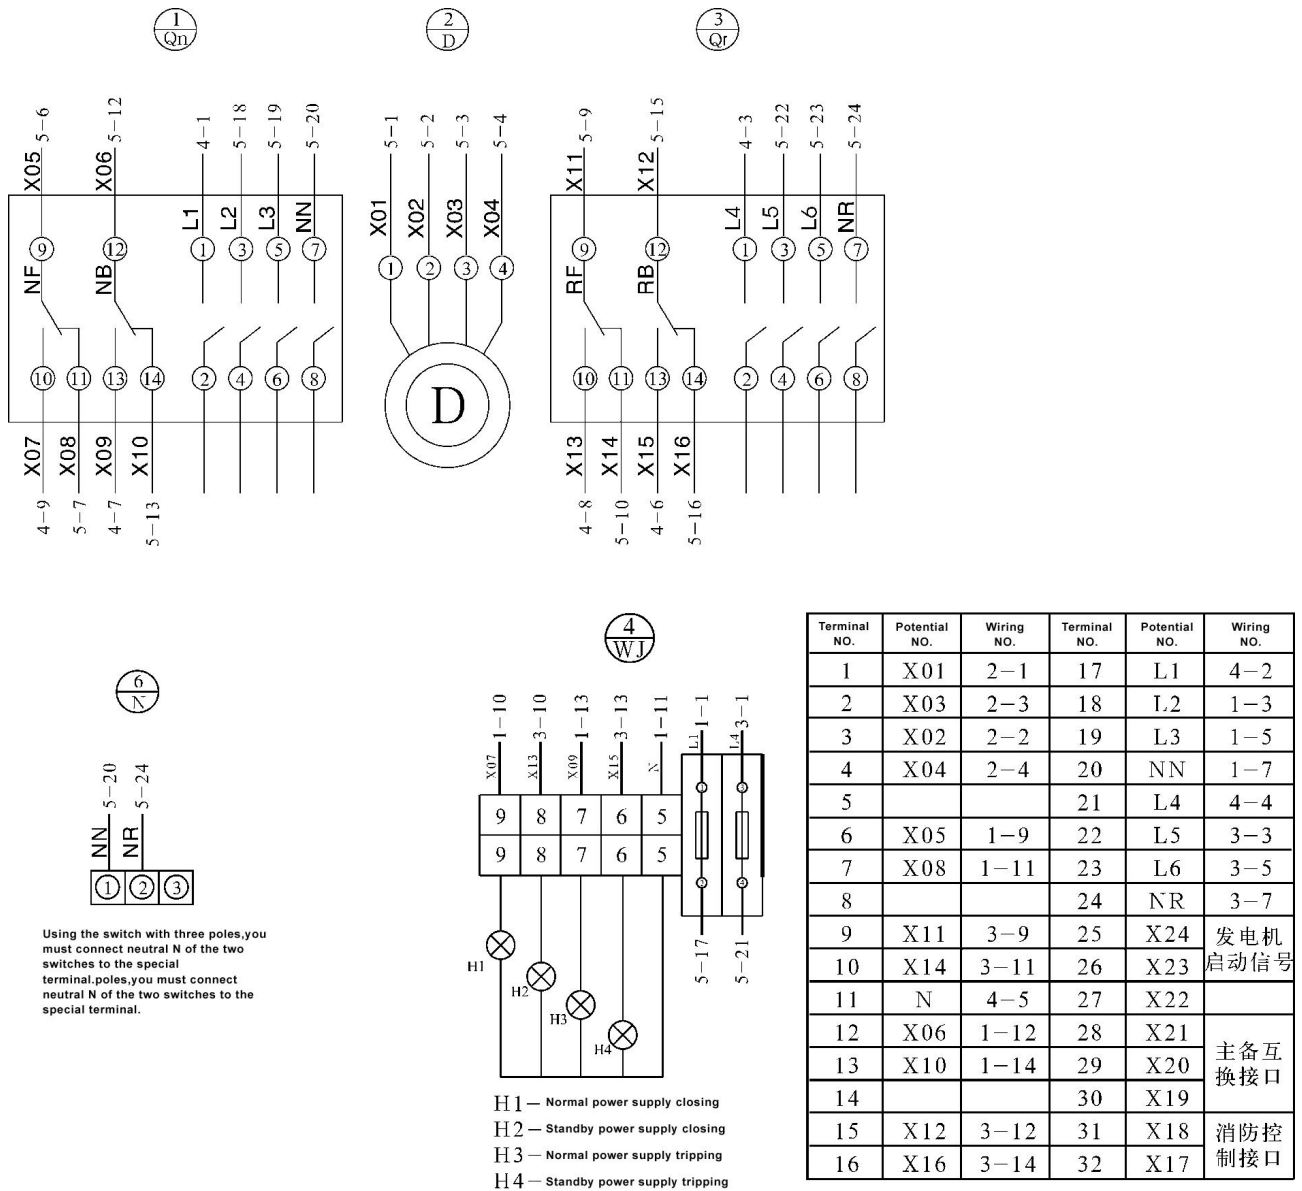 1 2 3
Qn D Qr
5-6 5-12 4-1 5-18 5-19 5-20 5-1 5-2 5-3 5-4 5-9 5-15 4-3 5-22 5-23 5-24
X05 X06 X11 X12
L1 L2 L3 NN X01 X02 X03 X04 L4 L5 L6 NR
9 12 1 3 5 7 1 2 3 4 9 12 1 3 5 7
NF NB RF RB
10 11 13 14 2 4 6 8 D 10 11 13 14 2 4 6 8
X07 X08 X09 X10 X13 X14 X15 X16
4-9 5-7 4-7 5-13 4-8 5-10 4-6 5-16
6
N
5-20 5-24
NN NR
1 2 3
Using the switch with three poles,you
must connect neutral N of the two
switches to the special
terminal.poles,you must connect
neutral N of the two switches to the
special terminal.
4
WJ
1-10 3-10 1-13 3-13 1-11 1-1 3-1
X07 X13 X09 X15 N L1 L4
9 8 7 6 5 1 3
9 8 7 6 5 2 4
5-17 5-21
H1
H2
H3
H4
H1— Normal power supply closing
H2— Standby power supply closing
H3— Normal power supply tripping
H4— Standby power supply tripping
Terminal NO. Potential NO. Wiring NO. Terminal NO. Potential NO. Wiring NO.
1 X01 2-1 17 L1 4-2
2 X03 2-3 18 L2 1-3
3 X02 2-2 19 L3 1-5
4 X04 2-4 20 NN 1-7
5 21 L4 4-4
6 X05 1-9 22 L5 3-3
7 X08 1-11 23 L6 3-5
8 24 NR 3-7
9 X11 3-9 25 X24 发电机
10 X14 3-11 26 X23 启动信号
11 N 4-5 27 X22
12 X06 1-12 28 X21
13 X10 1-14 29 X20 主备互
14 30 X19 换接口
15 X12 3-12 31 X18 消防控
16 X16 3-14 32 X17 制接口